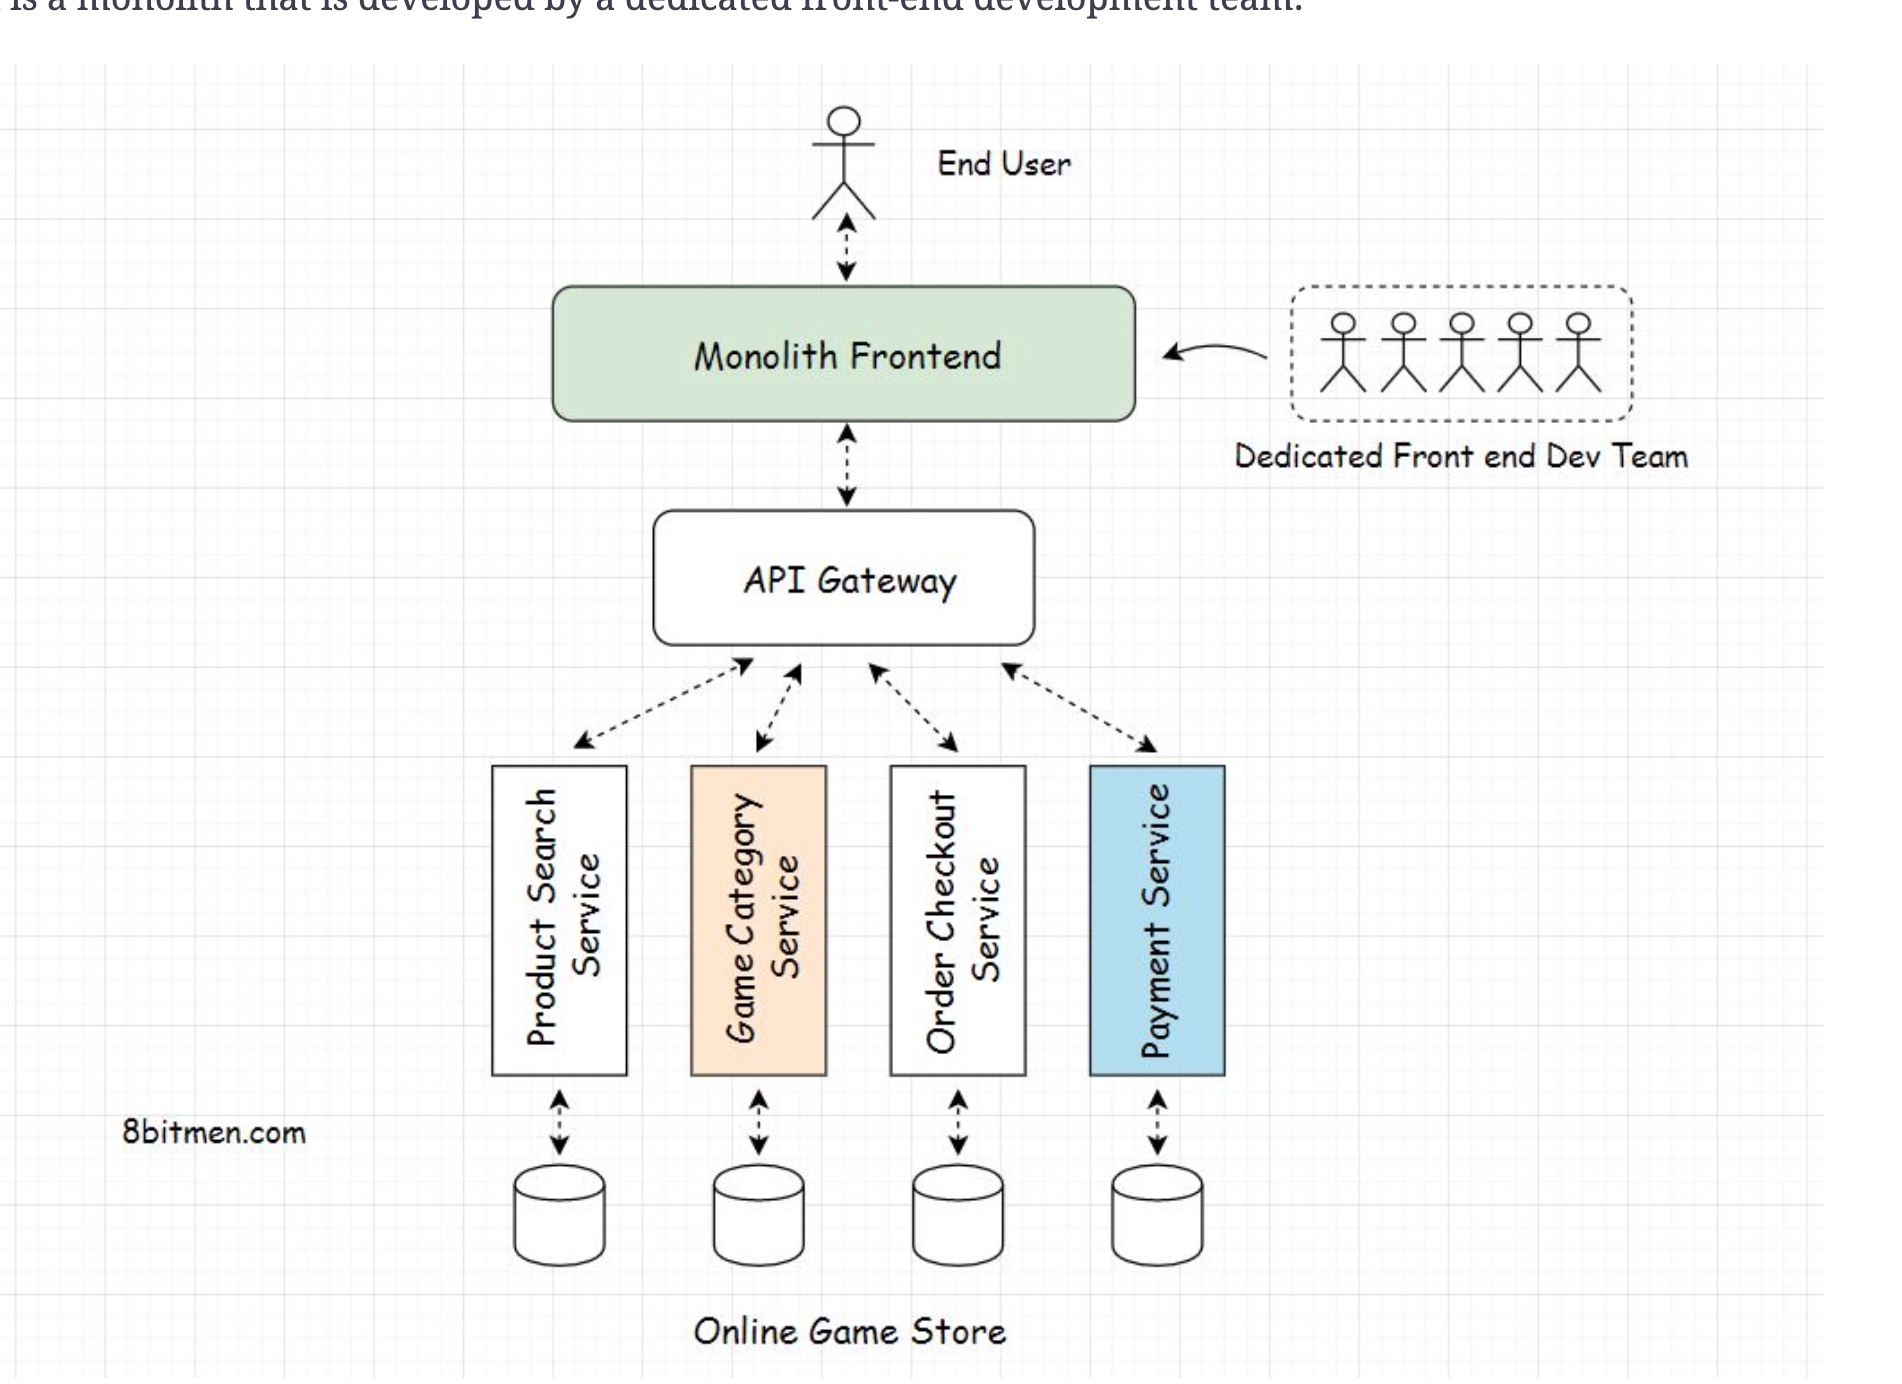 is a monolith that is developed by a dedicated front-end development team.
End User
Monolith Frontend
Dedicated Front end Dev Team
API Gateway
Product Search
Service
Game Category
Service
Order Checkout
Service
Payment Service
8bitmen.com
Online Game Store